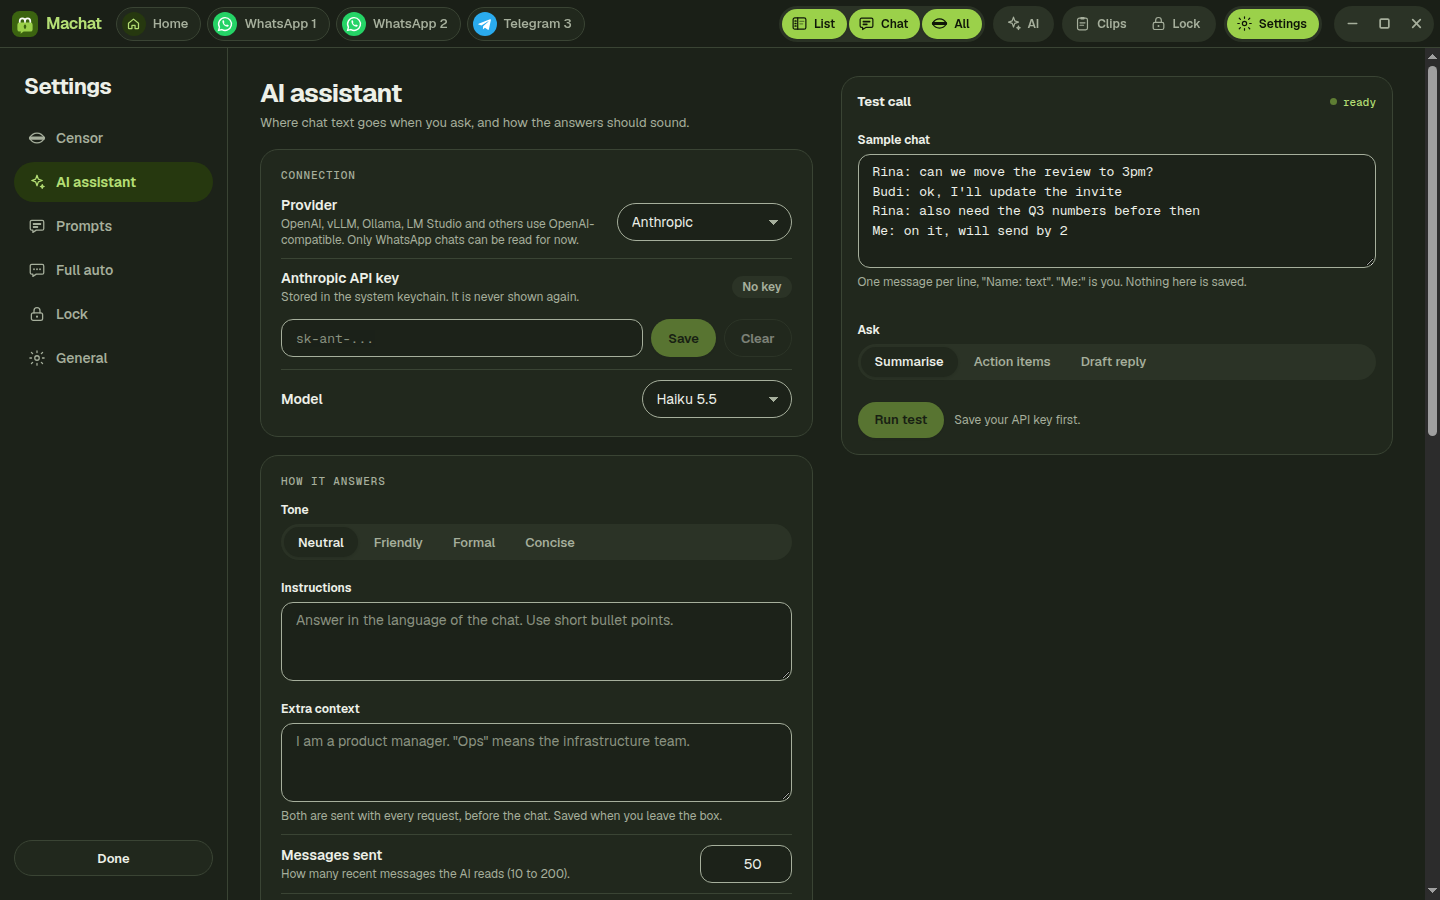 Machat
Home
WhatsApp 1
WhatsApp 2
Telegram 3
List
Chat
All
AI
Clips
Lock
Settings
Settings
Censor
AI assistant
Prompts
Full auto
Lock
General
Done
AI assistant
Where chat text goes when you ask, and how the answers should sound.
CONNECTION
Provider
OpenAI, vLLM, Ollama, LM Studio and others use OpenAI-
compatible. Only WhatsApp chats can be read for now.
Anthropic
Anthropic API key
Stored in the system keychain. It is never shown again.
No key
sk-ant-...
Save
Clear
Model
Haiku 5.5
HOW IT ANSWERS
Tone
Neutral
Friendly
Formal
Concise
Instructions
Answer in the language of the chat. Use short bullet points.
Extra context
I am a product manager. "Ops" means the infrastructure team.
Both are sent with every request, before the chat. Saved when you leave the box.
Messages sent
How many recent messages the AI reads (10 to 200).
50
Test call
ready
Sample chat
Rina: can we move the review to 3pm?
Budi: ok, I'll update the invite
Rina: also need the Q3 numbers before then
Me: on it, will send by 2
One message per line, "Name: text". "Me:" is you. Nothing here is saved.
Ask
Summarise
Action items
Draft reply
Run test
Save your API key first.